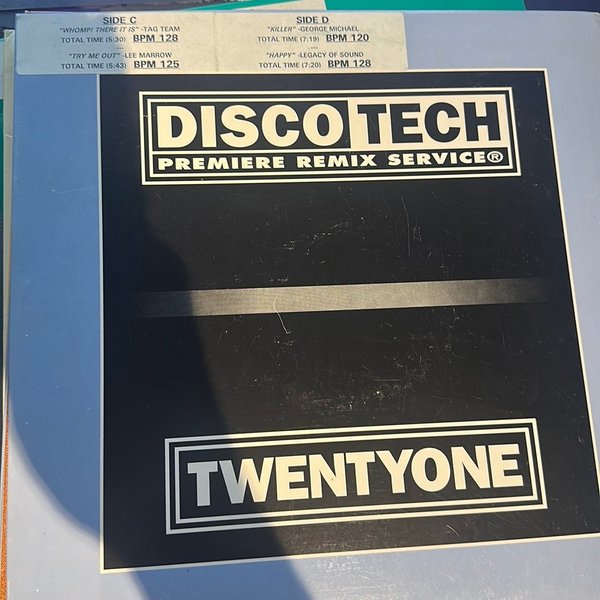 SIDE C
"WHOMP! THERE IT IS" -TAG TEAM
TOTAL TIME (5:30) BPM 128
"TRY ME OUT" -LEE MARROW
TOTAL TIME (5:43) BPM 125
SIDE D
"KILLER" -GEORGE MICHAEL
TOTAL TIME (7:19) BPM 120
"HAPPY" -LEGACY OF SOUND
TOTAL TIME (7:20) BPM 128
DISCOTECH
PREMIERE REMIX SERVICE®
TWENTYONE